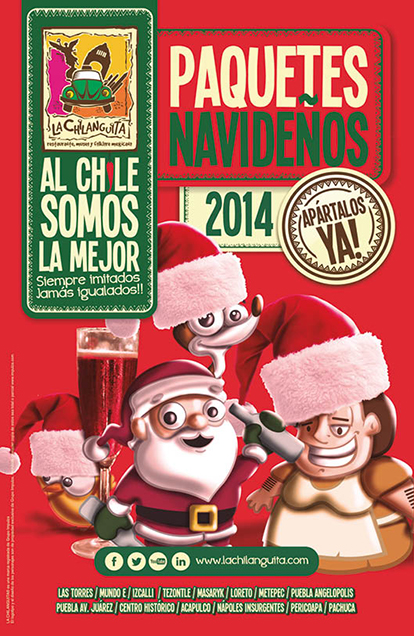 LA CHILANGUITA
restaurante, museo y folklore mexicano
AL CHILE
SOMOS
LA MEJOR
Siempre imitados
Jamás igualados!!
PAQUETES
NAVIDEÑOS
2014
¡APÁRTALOS
YA!
www.lachilanguita.com
LAS TORRES / MUNDO E / IZCALLI / TEZONTLE / MASARYK / LORETO / METEPEC / PUEBLA ANGELOPOLIS
PUEBLA AV. JUÁREZ / CENTRO HISTÓRICO / ACAPULCO / NÁPOLES INSURGENTES / PERICOAPA / PACHUCA